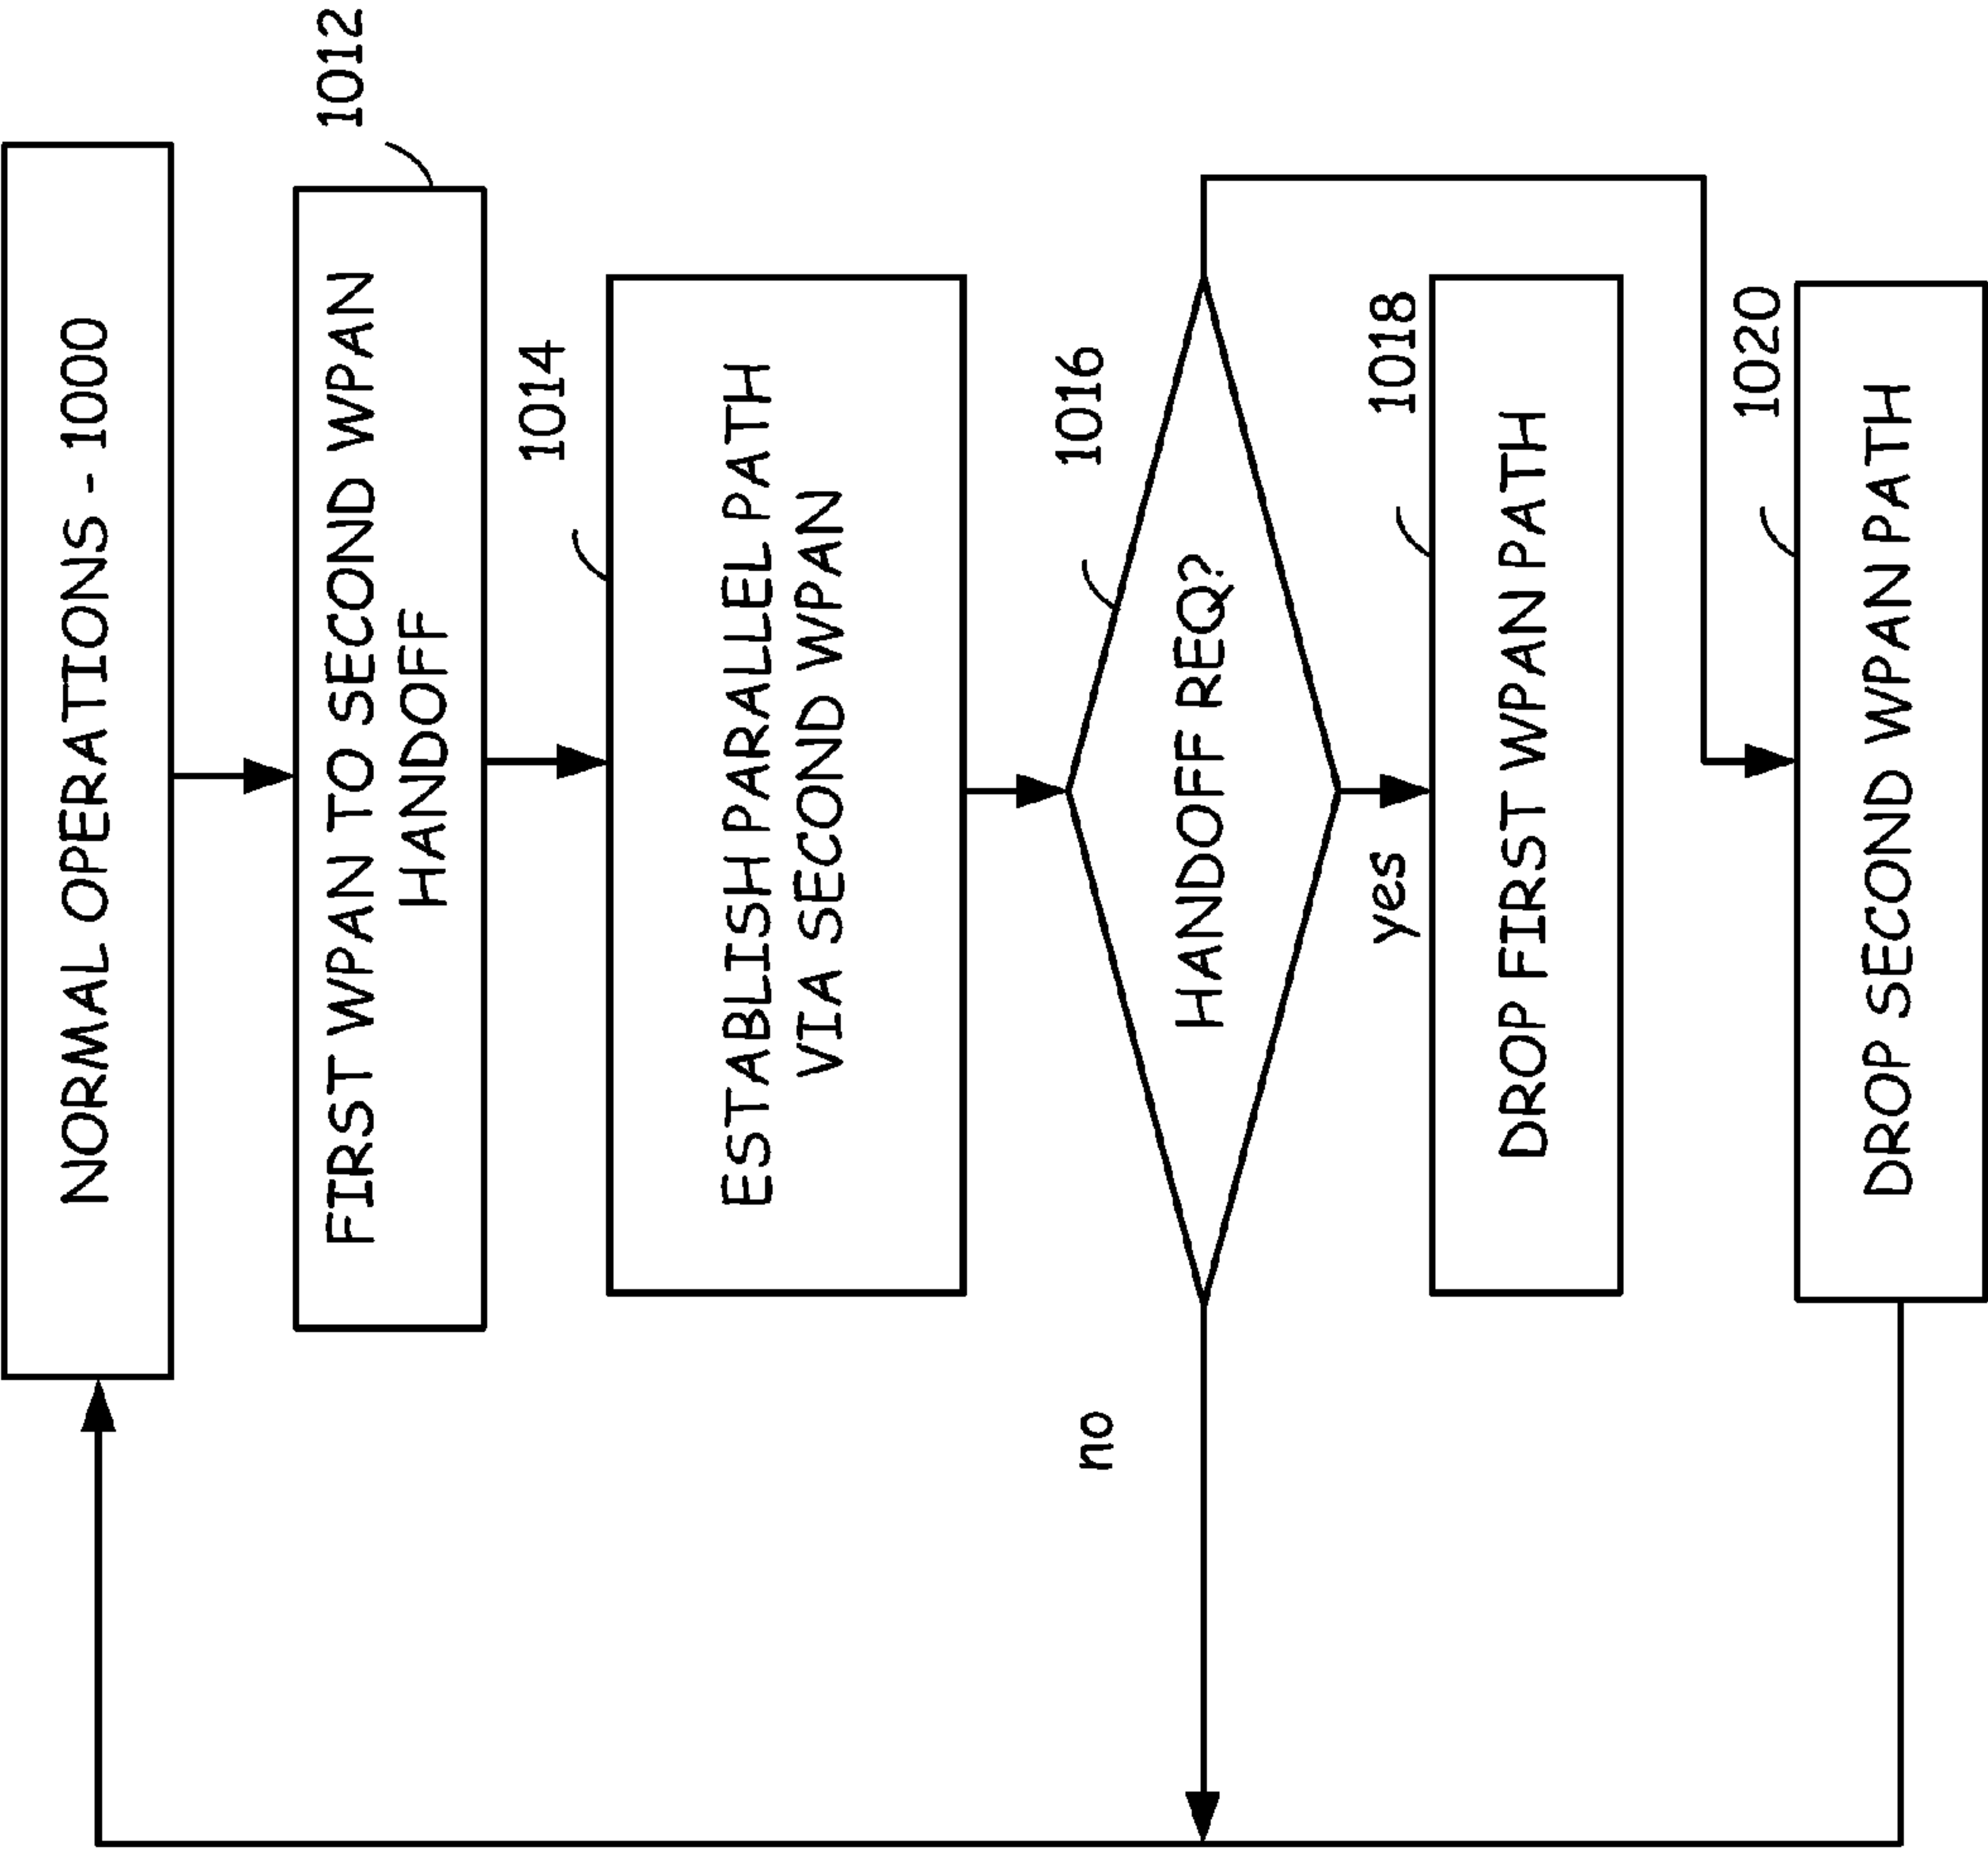 NORMAL OPERATIONS - 1000
1012
FIRST WPAN TO SECOND WPAN
HANDOFF
1014
ESTABLISH PARALLEL PATH
VIA SECOND WPAN
1016
HANDOFF REQ?
no
yes
1018
DROP FIRST WPAN PATH
1020
DROP SECOND WPAN PATH